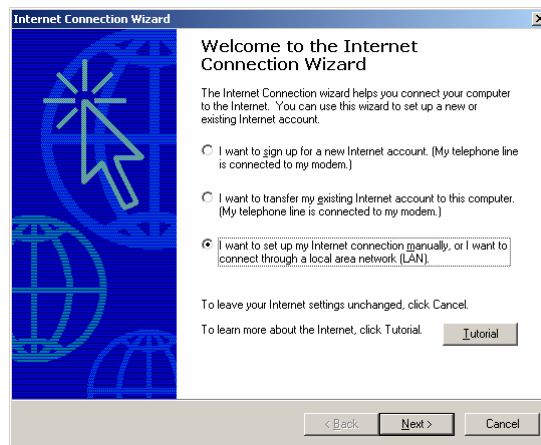 Internet Connection Wizard
Welcome to the Internet
Connection Wizard
The Internet Connection wizard helps you connect your computer
to the Internet. You can use this wizard to set up a new or
existing Internet account.
I want to sign up for a new Internet account. (My telephone line
is connected to my modem.)
I want to transfer my existing Internet account to this computer.
(My telephone line is connected to my modem.)
I want to set up my Internet connection manually, or I want to
connect through a local area network (LAN).
To leave your Internet settings unchanged, click Cancel.
To learn more about the Internet, click Tutorial.
Tutorial
< Back
Next >
Cancel